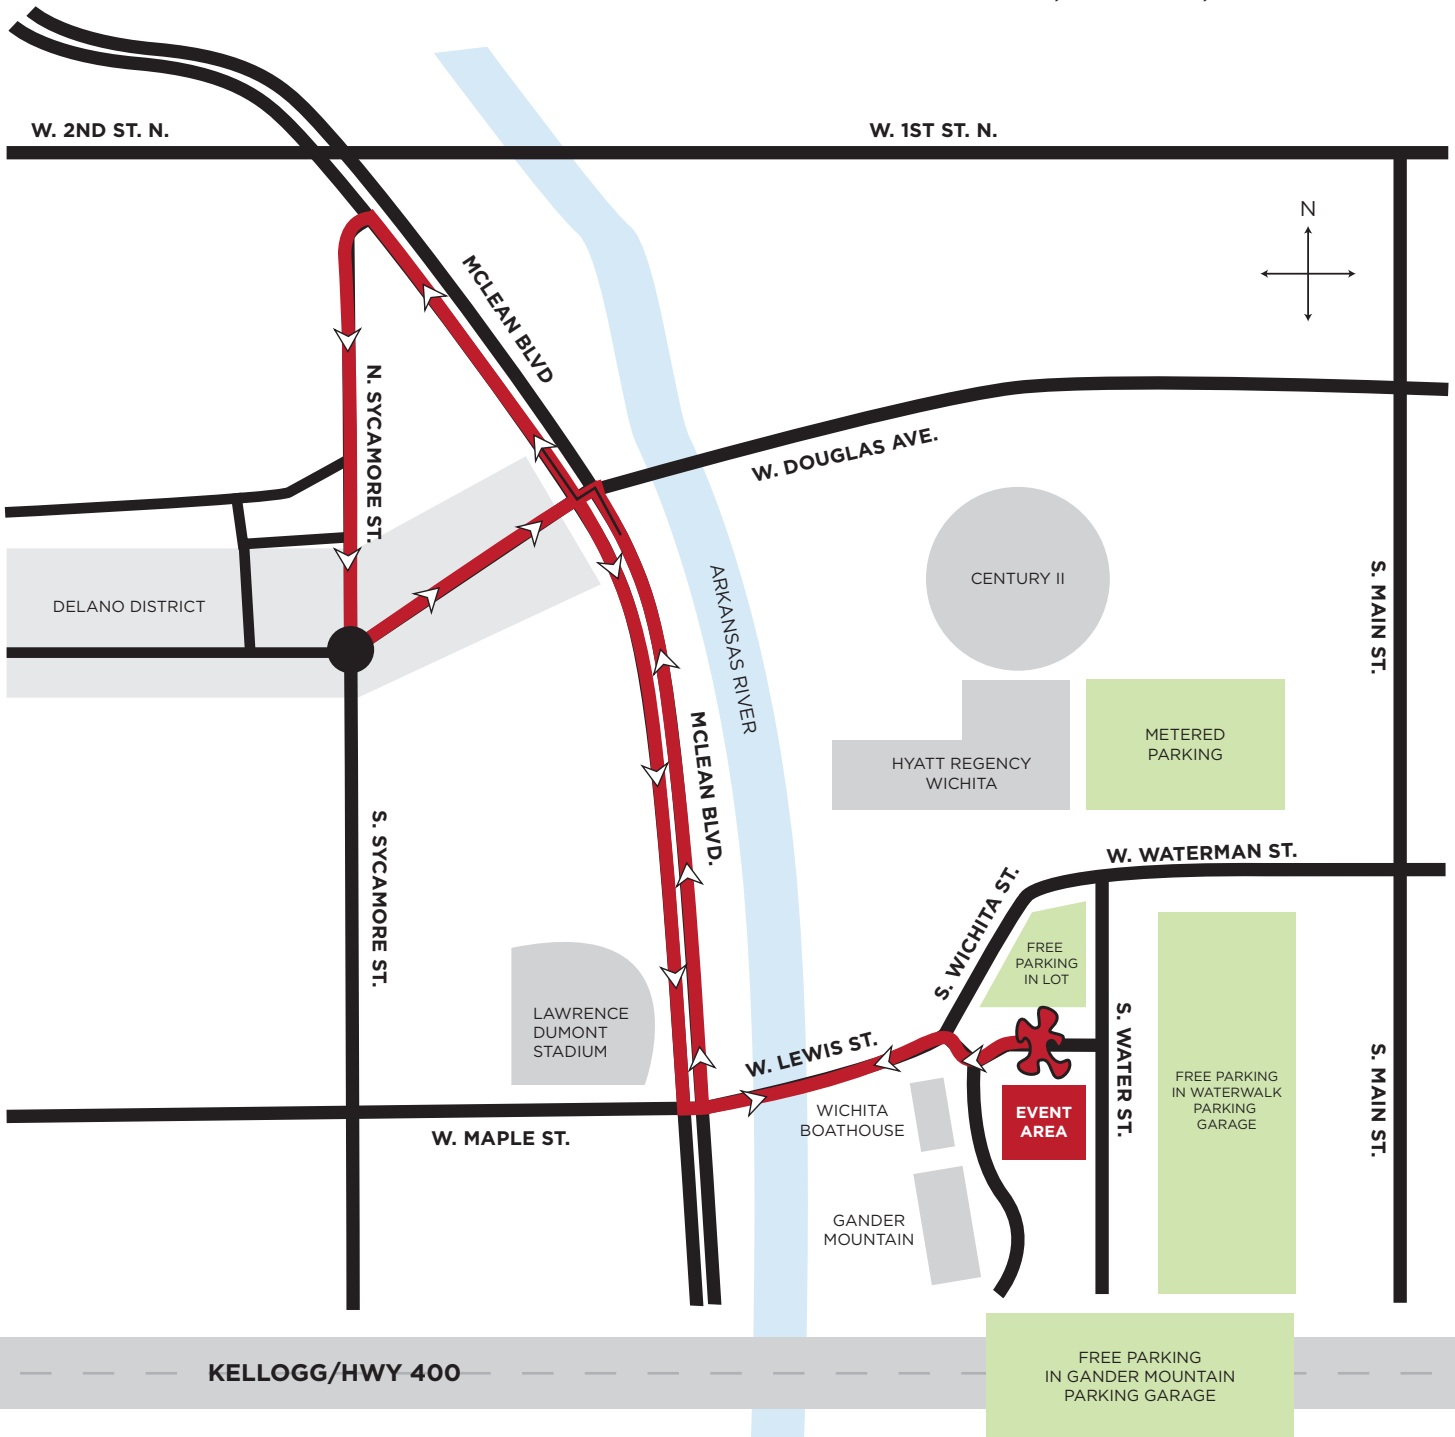 W. 2ND ST. N.
W. 1ST ST. N.
N
MCLEAN BLVD
N. SYCAMORE ST.
W. DOUGLAS AVE.
CENTURY II
S. MAIN ST.
ARKANSAS RIVER
DELANO DISTRICT
METERED
PARKING
HYATT REGENCY
WICHITA
MCLEAN BLVD.
S. SYCAMORE ST.
W. WATERMAN ST.
S. WICHITA ST.
FREE
PARKING
IN LOT
LAWRENCE
DUMONT
STADIUM
W. LEWIS ST.
S. WATER ST.
FREE PARKING
IN WATERWALK
PARKING
GARAGE
S. MAIN ST.
WICHITA
BOATHOUSE
EVENT
AREA
W. MAPLE ST.
GANDER
MOUNTAIN
KELLOGG/HWY 400
FREE PARKING
IN GANDER MOUNTAIN
PARKING GARAGE